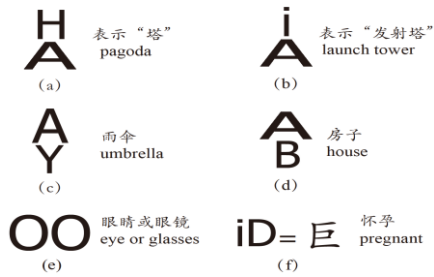 H
A
表示“塔”
pagoda
(a)
i
A
表示“发射塔”
launch tower
(b)
A
Y
雨伞
umbrella
(c)
A
B
房子
house
(d)
OO
眼睛或眼镜
eye or glasses
(e)
iD= 巨
怀孕
pregnant
(f)